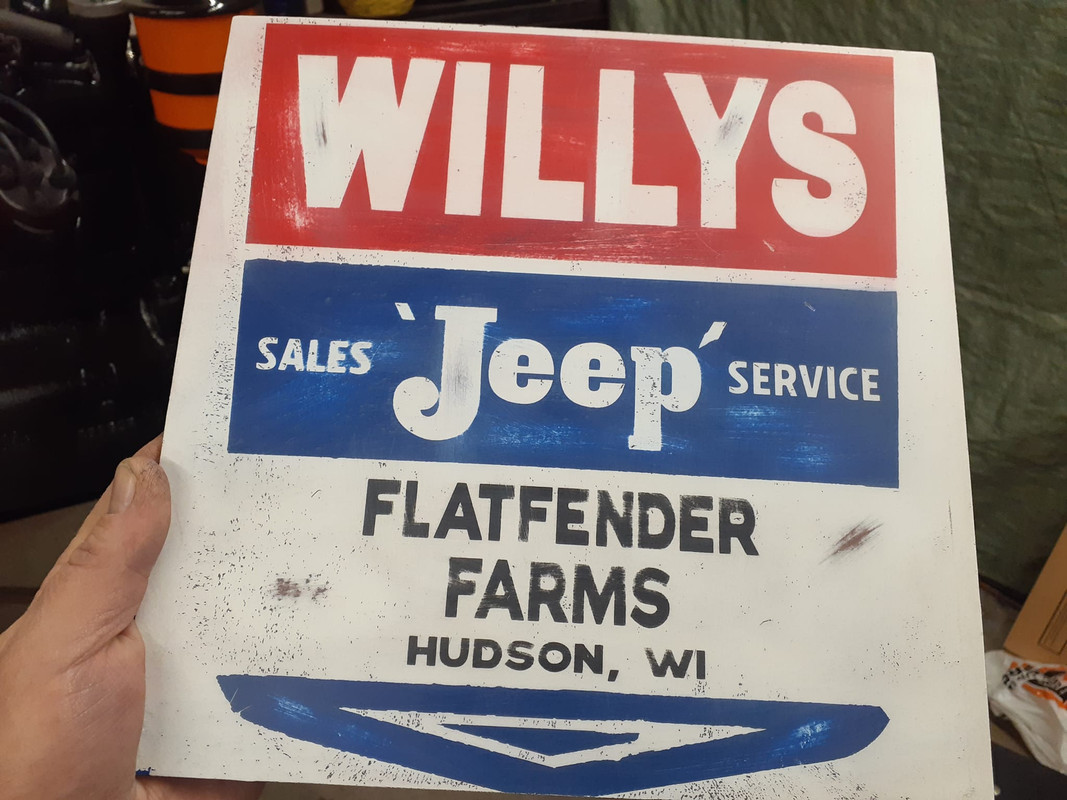 WILLYS
SALES 'Jeep' SERVICE
FLATFENDER
FARMS
HUDSON, WI